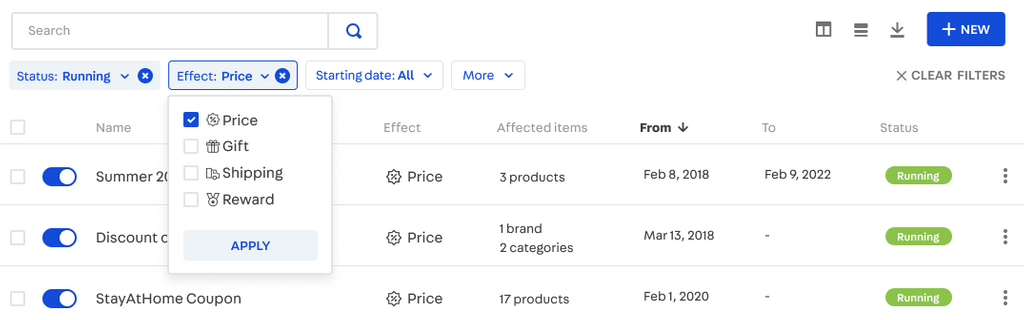 Search
+ NEW
Status: Running
Effect: Price
Starting date: All
More
CLEAR FILTERS
Price
Gift
Shipping
Reward
APPLY
Name Effect Affected items From To Status
Summer 20 Price 3 products Feb 8, 2018 Feb 9, 2022 Running
Discount Price 1 brand
2 categories Mar 13, 2018 - Running
StayAtHome Coupon Price 17 products Feb 1, 2020 - Running